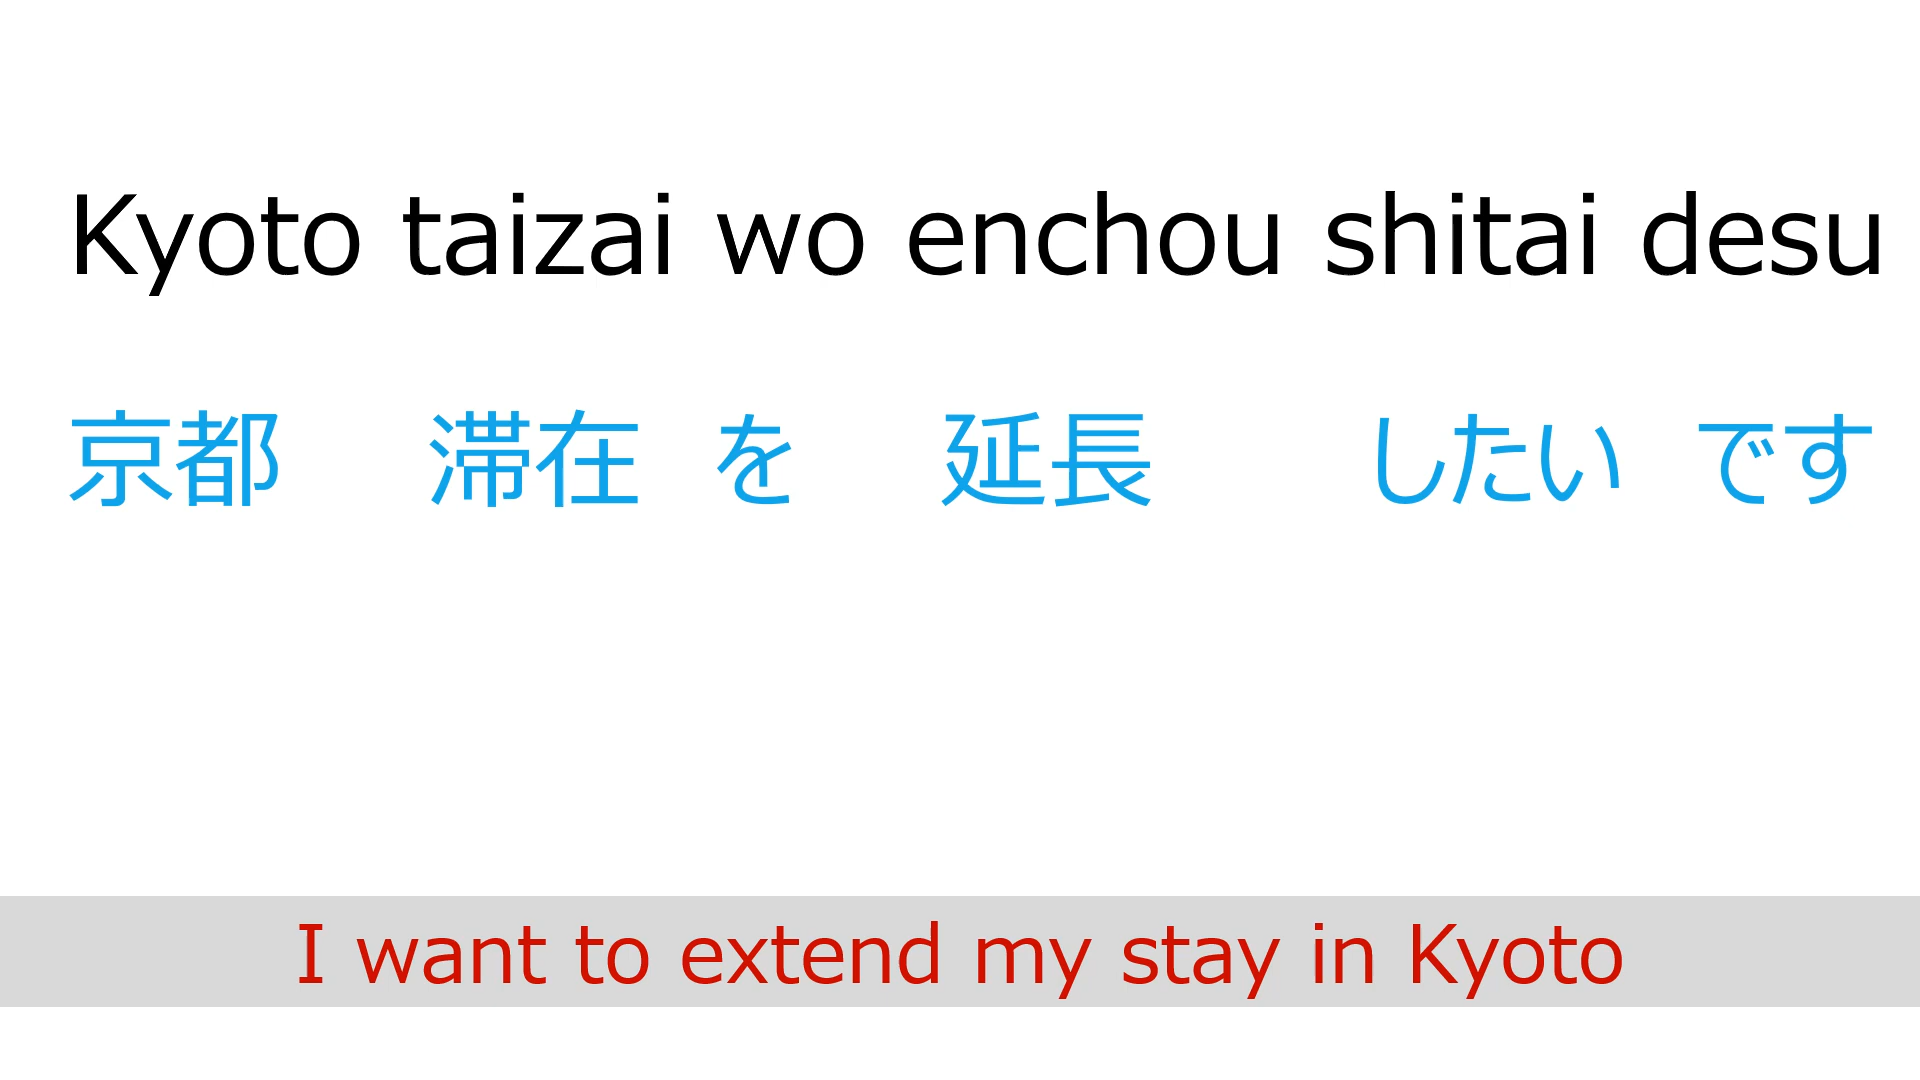 Kyoto taizai wo enchou shitai desu
京都 滞在 を 延長 したい です
I want to extend my stay in Kyoto